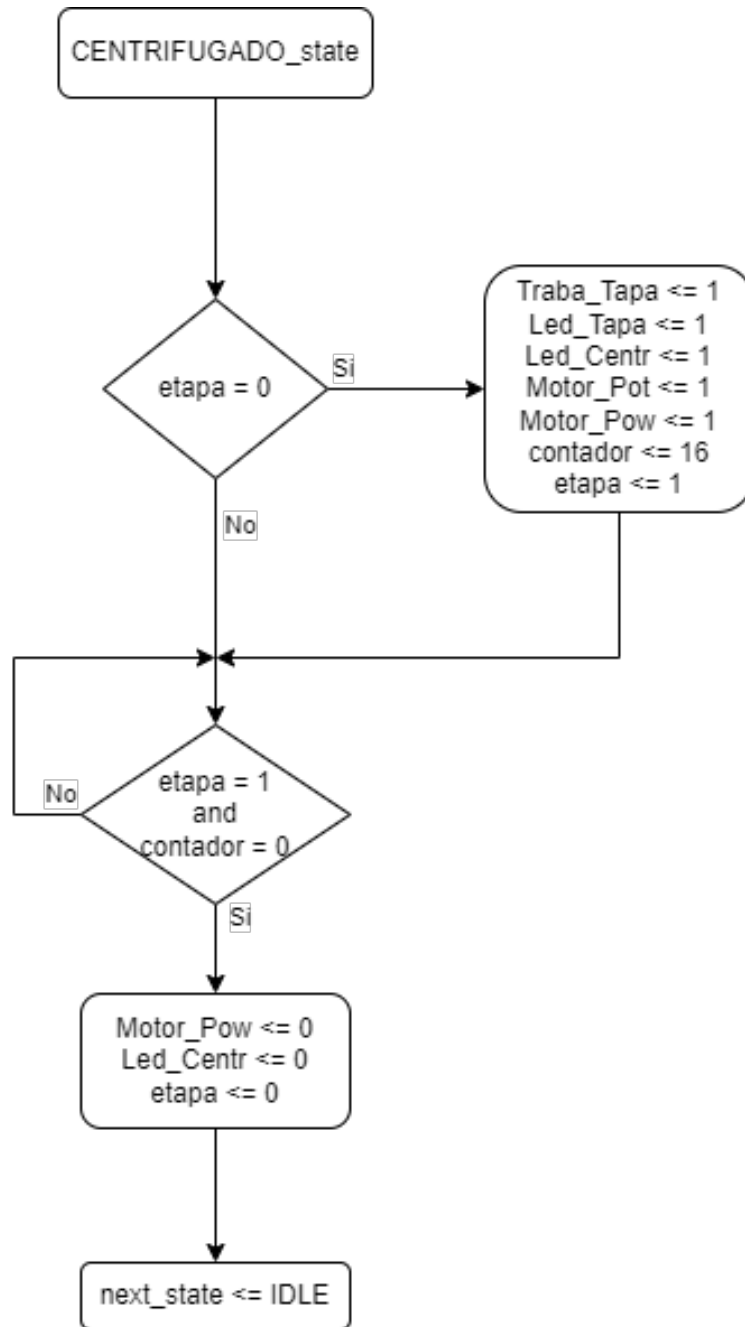 CENTRIFUGADO_state
etapa = 0
Si
Traba_Tapa <= 1
Led_Tapa <= 1
Led_Centr <= 1
Motor_Pot <= 1
Motor_Pow <= 1
contador <= 16
etapa <= 1
No
etapa = 1
and
contador = 0
No
Si
Motor_Pow <= 0
Led_Centr <= 0
etapa <= 0
next_state <= IDLE